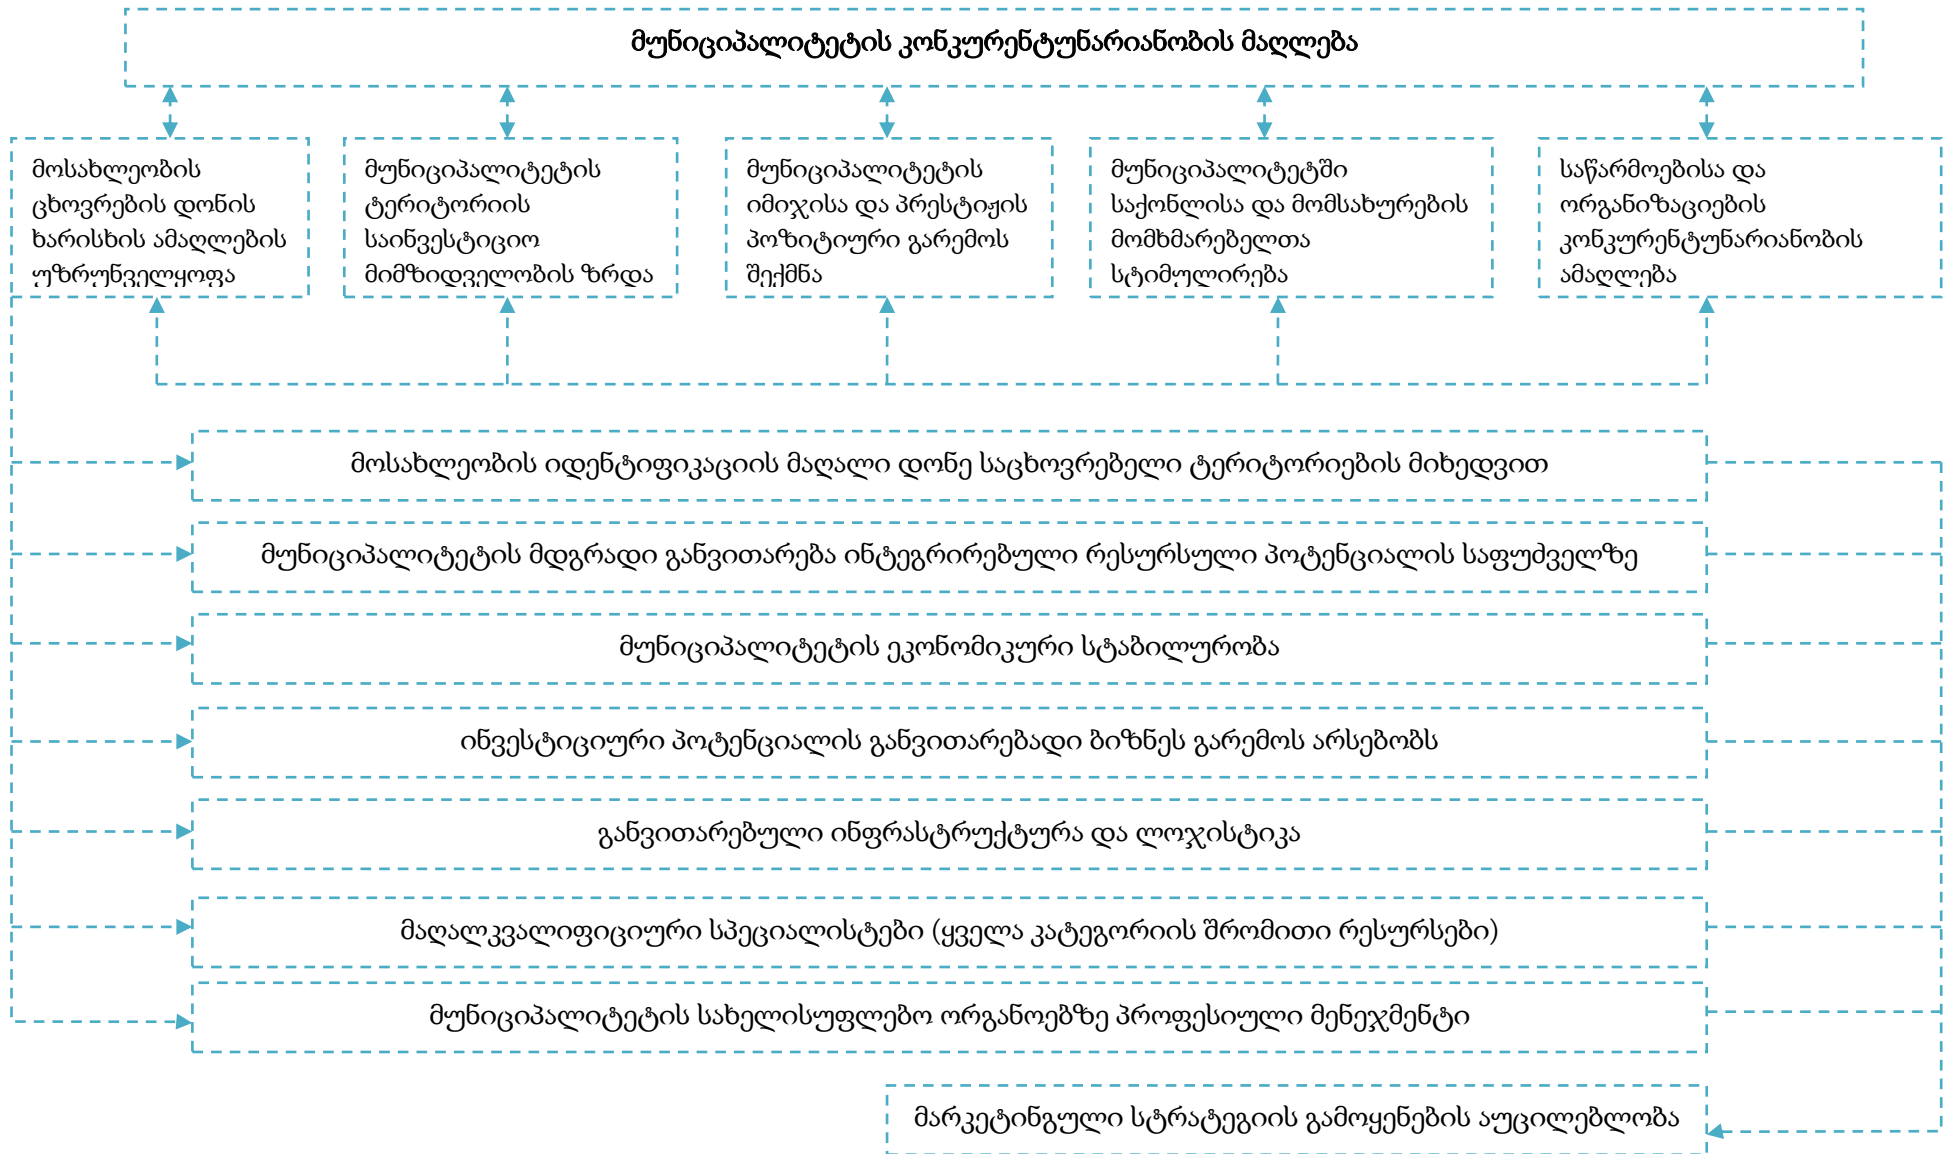 მუნიციპალიტეტის კონკურენტუნარიანობის მაღლება
მოსახლეობის
ცხოვრების დონის
ხარისხის ამაღლების
უზრუნველყოფა
მუნიციპალიტეტის
ტერიტორიის
საინვესტიციო
მიმზიდველობის ზრდა
მუნიციპალიტეტის
იმიჯისა და პრესტიჟის
პოზიტიური გარემოს
შექმნა
მუნიციპალიტეტში
საქონლისა და მომსახურების
მომხმარებელთა
სტიმულირება
საწარმოებისა და
ორგანიზაციების
კონკურენტუნარიანობის
ამაღლება
მოსახლეობის იდენტიფიკაციის მაღალი დონე საცხოვრებელი ტერიტორიების მიხედვით
მუნიციპალიტეტის მდგრადი განვითარება ინტეგრირებული რესურსული პოტენციალის საფუძველზე
მუნიციპალიტეტის ეკონომიკური სტაბილურობა
ინვესტიციური პოტენციალის განვითარებადი ბიზნეს გარემოს არსებობს
განვითარებული ინფრასტრუქტურა და ლოჯისტიკა
მაღალკვალიფიციური სპეციალისტები (ყველა კატეგორიის შრომითი რესურსები)
მუნიციპალიტეტის სახელისუფლებო ორგანოებზე პროფესიული მენეჯმენტი
მარკეტინგული სტრატეგიის გამოყენების აუცილებლობა